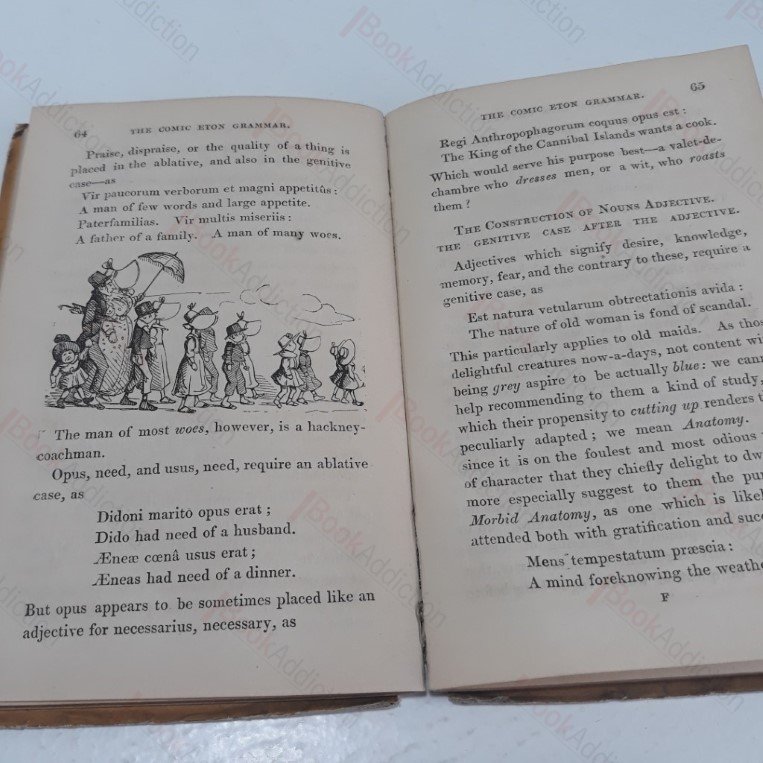 64
THE COMIC ETON GRAMMAR.
Praise, dispraise, or the quality of a thing is
placed in the ablative, and also in the genitive
case—as
Vir paucorum verborum et magni appetitûs:
A man of few words and large appetite.
Paterfamilias. Vir multis miseriis:
A father of a family. A man of many woes.
The man of most woes, however, is a hackney-
coachman.
Opus, need, and usus, need, require an ablative
case, as
Didoni marito opus erat;
Dido had need of a husband.
Æneæ cœnâ usus erat;
Æneas had need of a dinner.
But opus appears to be sometimes placed like an
adjective for necessarius, necessary, as
THE COMIC ETON GRAMMAR.
65
Regi Anthropophagorum coquus opus est:
The King of the Cannibal Islands wants a cook.
Which would serve his purpose best—a valet-de-
chambre who dresses men, or a wit, who roasts
them?
THE CONSTRUCTION OF NOUNS ADJECTIVE.
THE GENITIVE CASE AFTER THE ADJECTIVE.
Adjectives which signify desire, knowledge,
memory, fear, and the contrary to these, require a
genitive case, as
Est natura vetularum obtrectationis avida:
The nature of old woman is fond of scandal.
This particularly applies to old maids. As
delightful creatures now-a-days, not content
being grey aspire to be actually blue: we
help recommending to them a kind of study,
which their propensity to cutting up renders
peculiarly adapted; we mean Anatomy.
since it is on the foulest and most odious
of character that they chiefly delight to
more especially suggest to them the
Morbid Anatomy, as one which is
attended both with gratification and
Mens tempestatum præscia:
A mind foreknowing the
F
BookAddiction